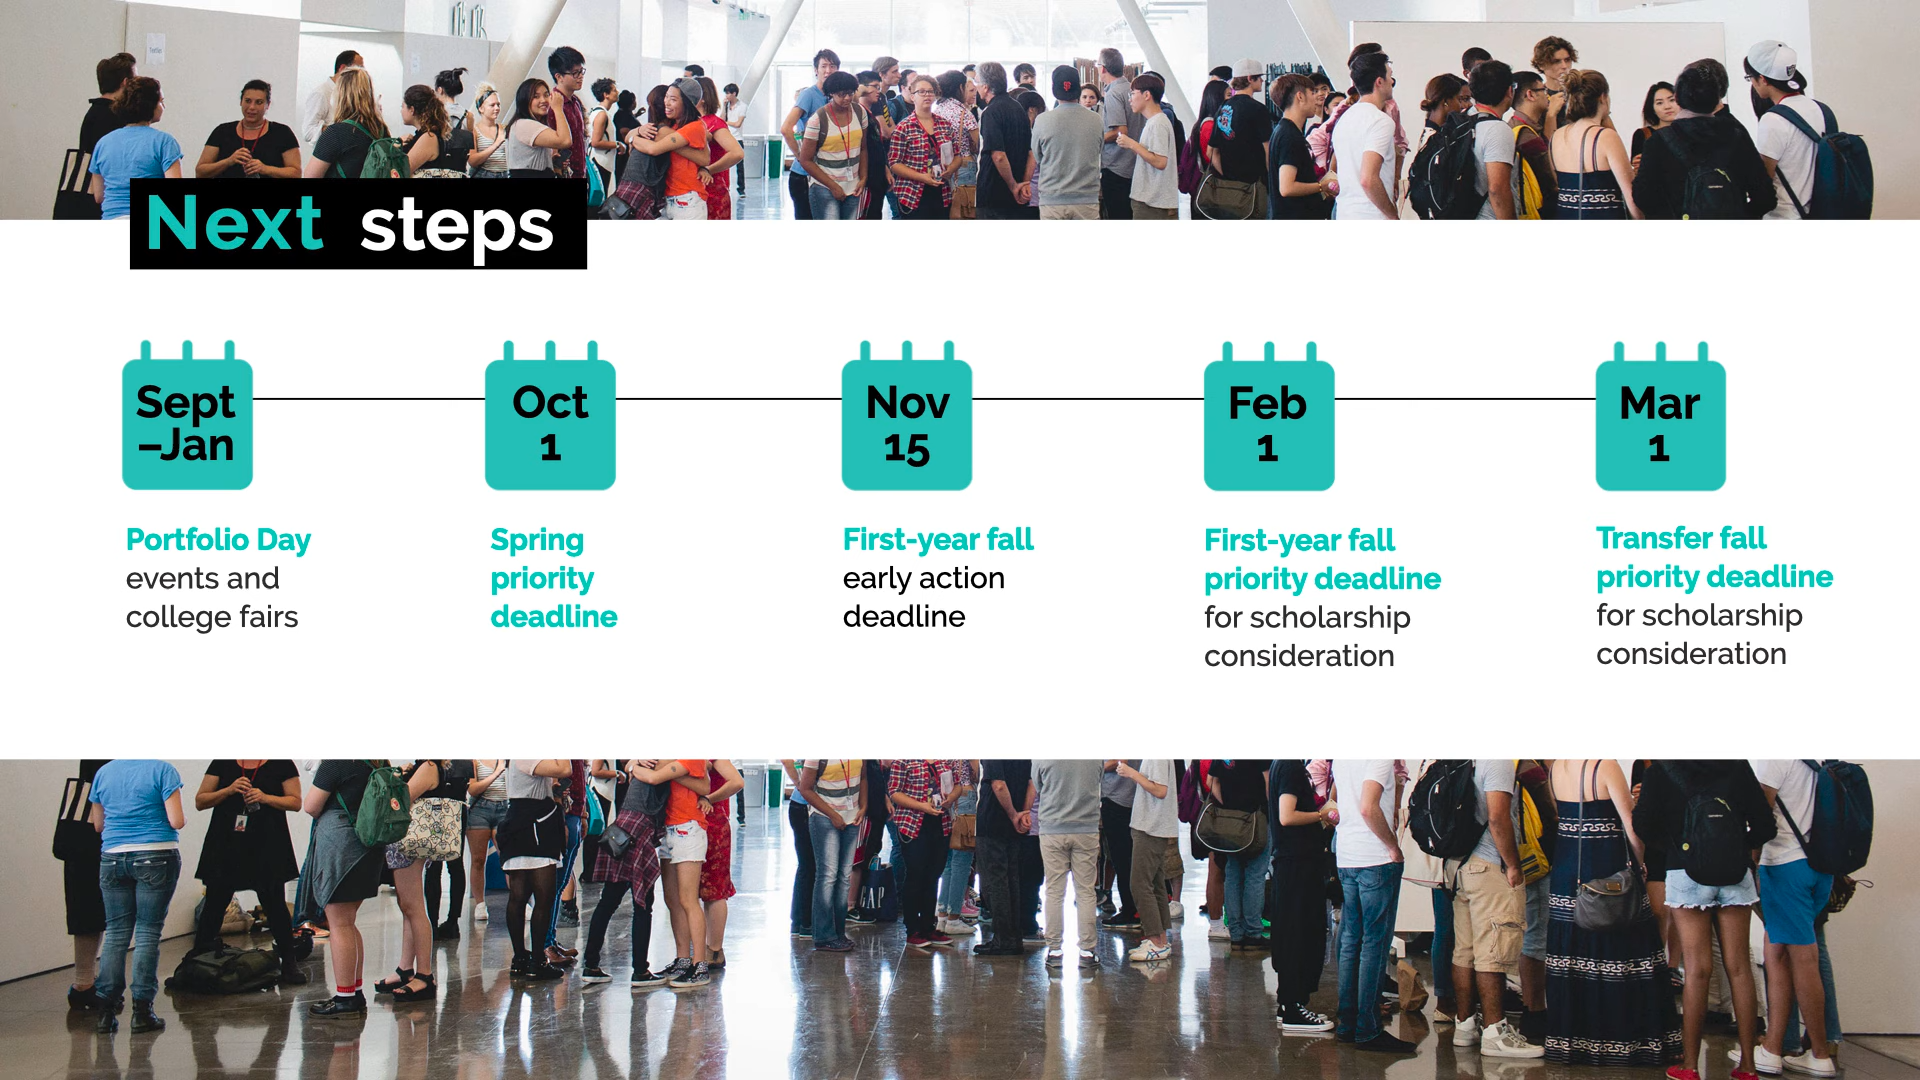 Next steps
Sept
–Jan
Portfolio Day
events and
college fairs
Oct
1
Spring
priority
deadline
Nov
15
First-year fall
early action
deadline
Feb
1
First-year fall
priority deadline
for scholarship
consideration
Mar
1
Transfer fall
priority deadline
for scholarship
consideration